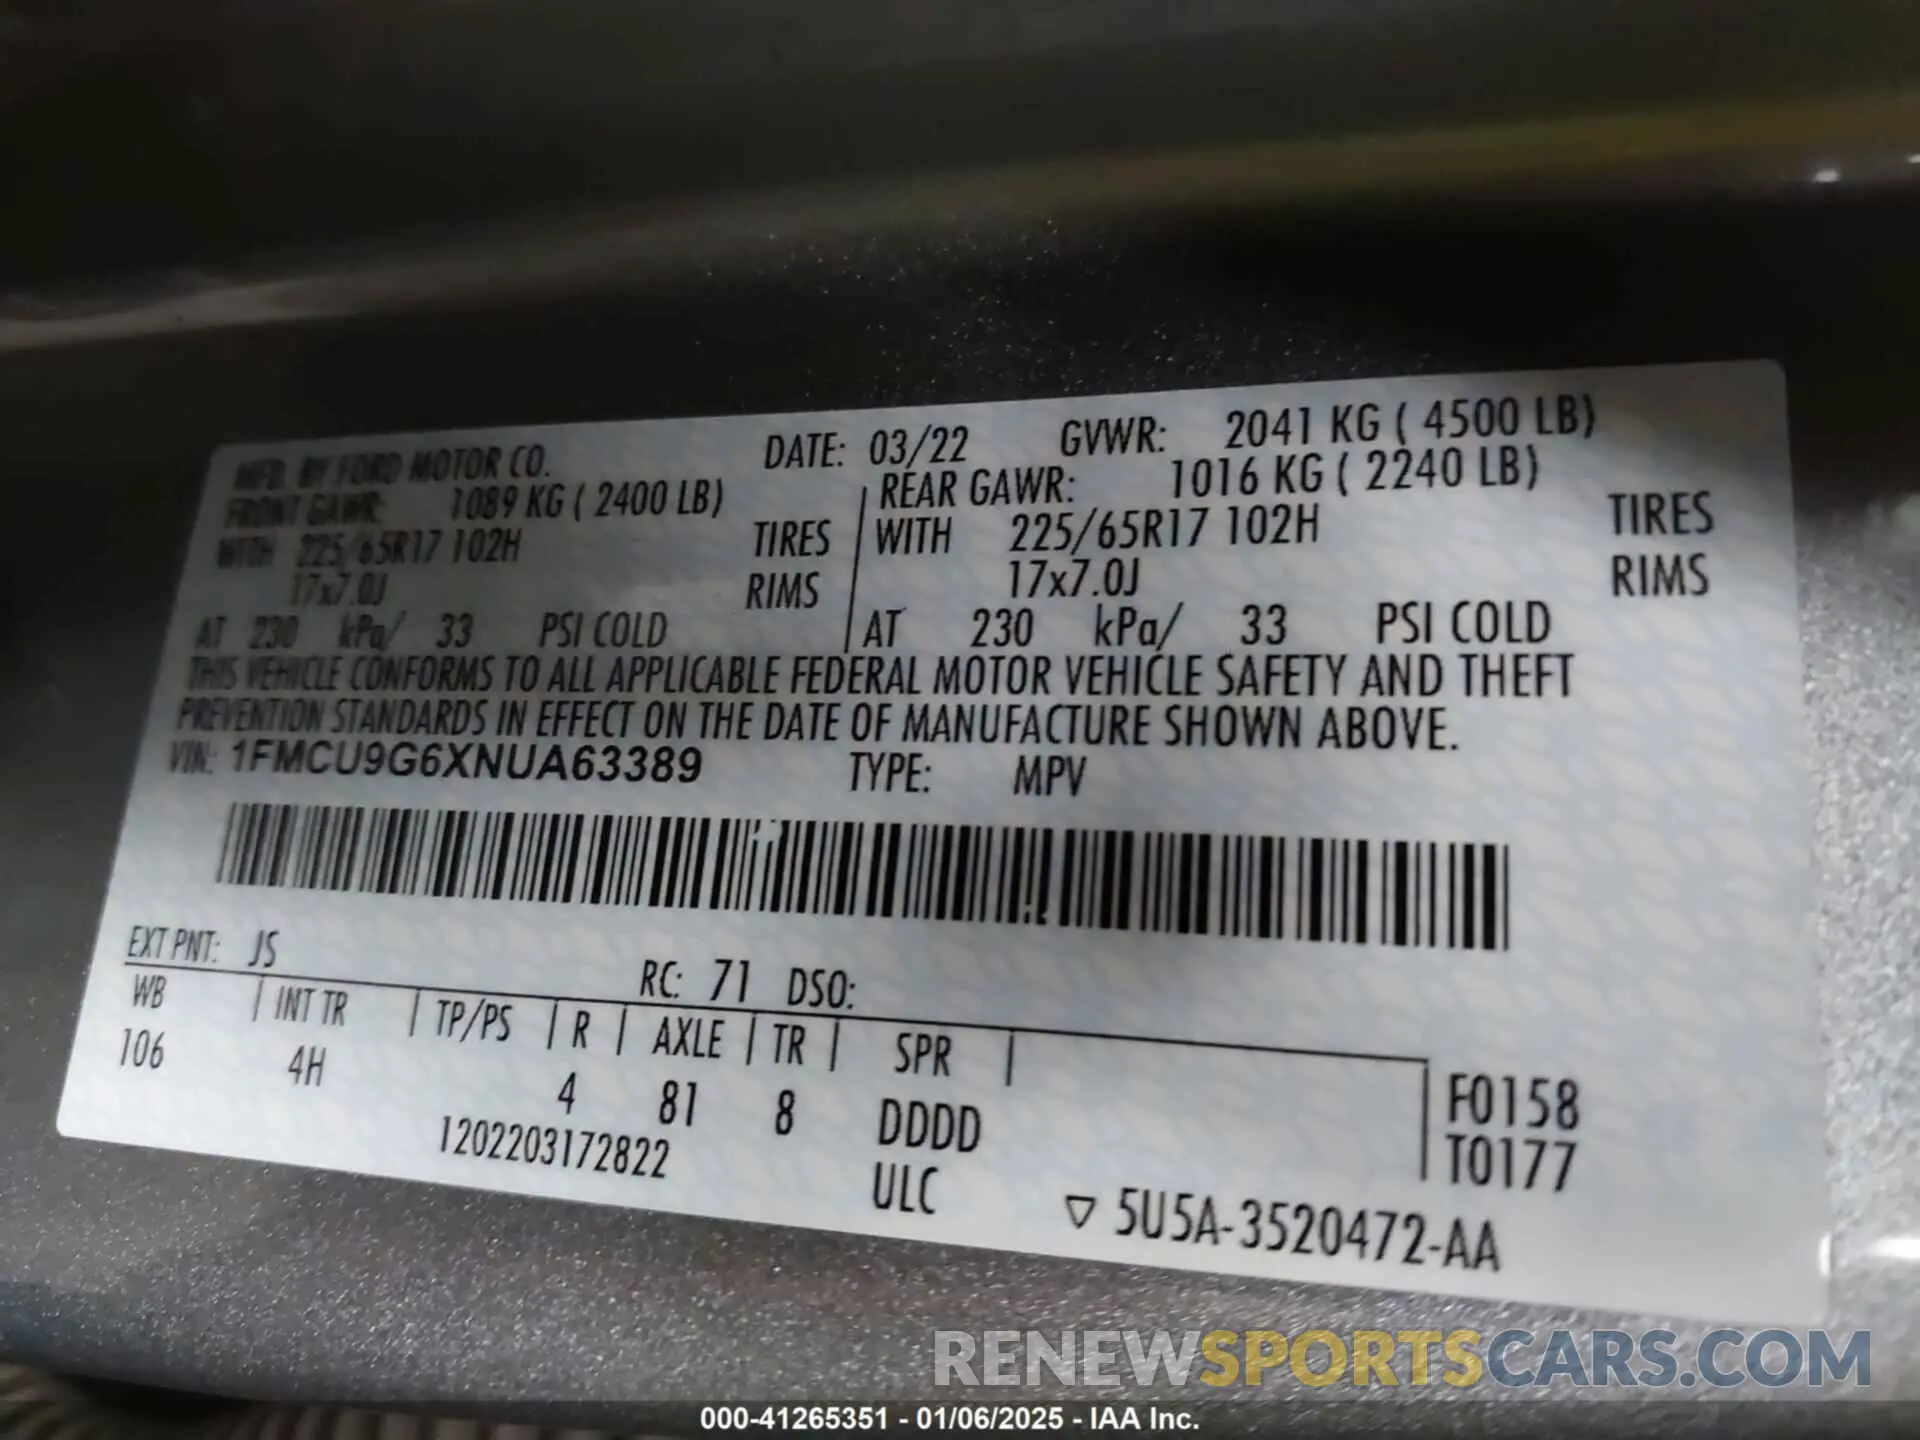 MFD. BY FORD MOTOR CO. DATE: 03/22 GVWR: 2041 KG ( 4500 LB)
FRONT GAWR: 1089 KG ( 2400 LB) REAR GAWR: 1016 KG ( 2240 LB)
WITH 225/65R17 102H TIRES WITH 225/65R17 102H TIRES
17x7.0J RIMS 17x7.0J RIMS
AT 230 kPa/ 33 PSI COLD AT 230 kPa/ 33 PSI COLD
THIS VEHICLE CONFORMS TO ALL APPLICABLE FEDERAL MOTOR VEHICLE SAFETY AND THEFT
PREVENTION STANDARDS IN EFFECT ON THE DATE OF MANUFACTURE SHOWN ABOVE.
VIN: 1FMCU9G6XNUA63389 TYPE: MPV
EXT PNT: JS RC: 71 DSO:
WB | INT TR | TP/PS | R | AXLE | TR | SPR |
106 4H 4 81 8 DDDD F0158
1202203172822 ULC T0177
▽ 5U5A-3520472-AA
RENEWSPORTSCARS.COM
000-41265351 - 01/06/2025 - IAA Inc.